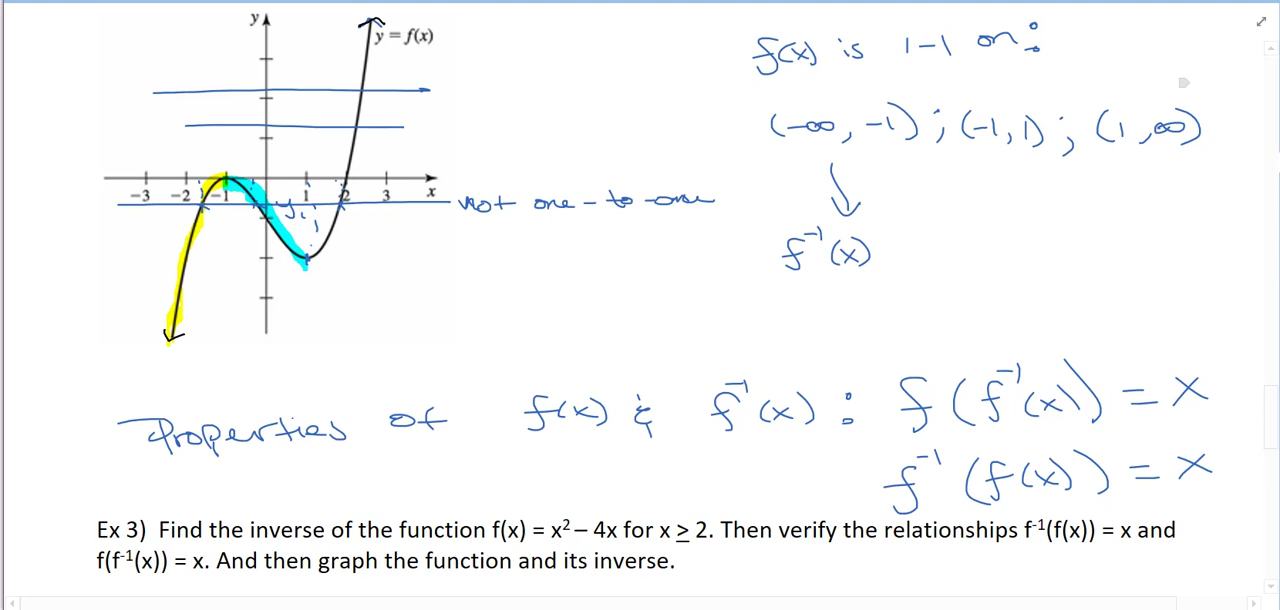 y
y = f(x)
f(x) is 1-1 on :
(-∞, -1) ; (-1, 1) ; (1, ∞)
-3 -2 -1 1 2 3 x
not one-to-one
f⁻¹(x)
Properties of f(x) & f⁻¹(x) : f(f⁻¹(x)) = x
f⁻¹(f(x)) = x
Ex 3) Find the inverse of the function f(x) = x² – 4x for x ≥ 2. Then verify the relationships f⁻¹(f(x)) = x and
f(f⁻¹(x)) = x. And then graph the function and its inverse.